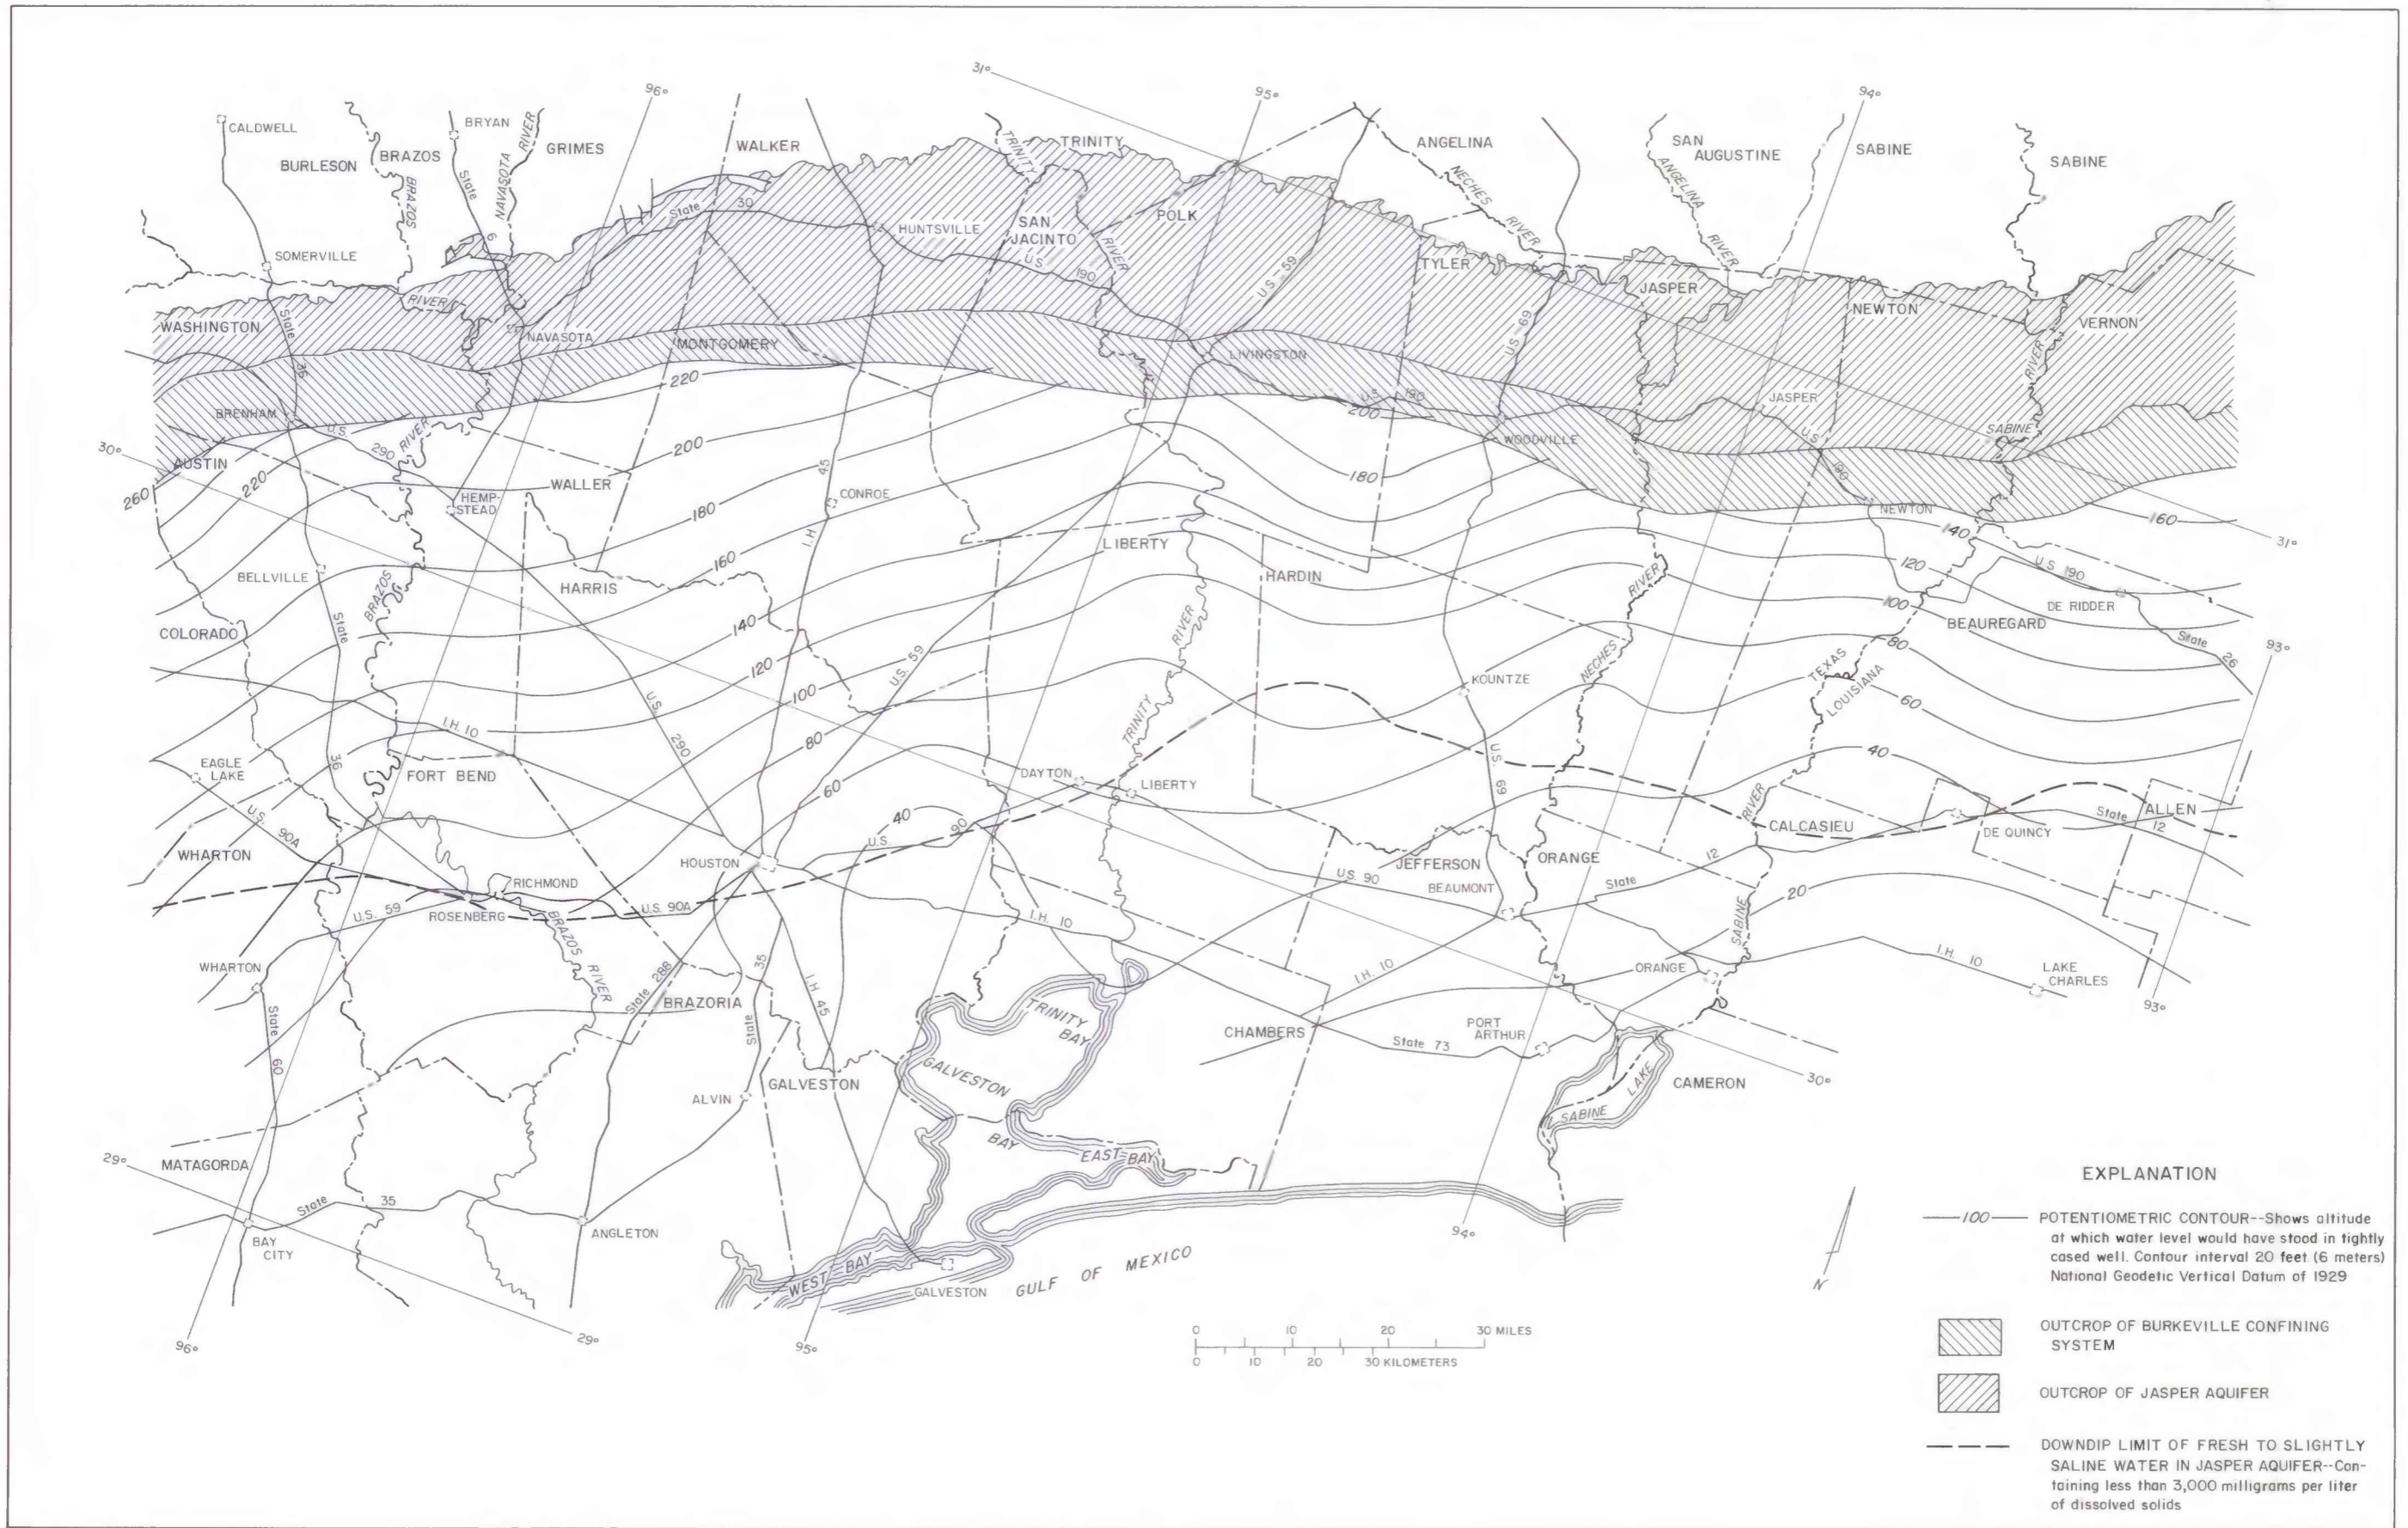 31°
96°
95°
94°
CALDWELL
BRYAN
BURLESON
BRAZOS
GRIMES
WALKER
TRINITY
ANGELINA
SAN
AUGUSTINE
SABINE
SABINE
NAVASOTA RIVER
State 6
BRAZOS
RIVER
TRINITY
RIVER
NECHES RIVER
ANGELINA RIVER
State 30
HUNTSVILLE
SAN
JACINTO
U.S. 190
POLK
U.S. 59
TYLER
JASPER
NEWTON
VERNON
SOMERVILLE
WASHINGTON
State 36
NAVASOTA
MONTGOMERY
LIVINGSTON
U.S. 190
US 69
JASPER
U.S. 190
SABINE
RIVER
BRENHAM
U.S. 290
RIVER
220
200
200
WOODVILLE
30°
AUSTIN
260
220
HEMP-
STEAD
WALLER
180
45
CONROE
180
NEWTON
140
160
31°
I.H.
160
LIBERTY
HARDIN
120
U.S. 190
BELLVILLE
BRAZOS
HARRIS
100
DE RIDDER
BEAUREGARD
COLORADO
State
140
RIVER
RIVER
80
State 26
93°
120
U.S. 59
NECHES
TEXAS
LOUISIANA
KOUNTZE
100
60
I.H. 10
U.S. 290
80
TRINITY
40
EAGLE
LAKE
36
FORT BEND
DAYTON
LIBERTY
U.S. 69
60
RIVER
ALLEN
State 12
U.S. 90A
40
U.S. 90
CALCASIEU
DE QUINCY
WHARTON
HOUSTON
JEFFERSON
ORANGE
12
State
RICHMOND
U.S. 90
BEAUMONT
20
U.S. 59
ROSENBERG
U.S. 90A
BRAZOS RIVER
I.H. 10
SABINE
WHARTON
State 288
35
I.H. 45
I.H. 10
ORANGE
I.H. 10
LAKE
CHARLES
BRAZORIA
TRINITY
BAY
93°
State 60
State
CHAMBERS
PORT
ARTHUR
State 73
GALVESTON
GALVESTON
BAY
LAKE
SABINE
CAMERON
30°
ALVIN
29°
MATAGORDA
EAST BAY
State 35
BAY
CITY
ANGLETON
94°
WEST BAY
GALVESTON
GULF OF MEXICO
N
96°
29°
95°
0 10 20 30 MILES
0 10 20 30 KILOMETERS
EXPLANATION
100 POTENTIOMETRIC CONTOUR--Shows altitude
at which water level would have stood in tightly
cased well. Contour interval 20 feet (6 meters)
National Geodetic Vertical Datum of 1929
OUTCROP OF BURKEVILLE CONFINING
SYSTEM
OUTCROP OF JASPER AQUIFER
DOWNDIP LIMIT OF FRESH TO SLIGHTLY
SALINE WATER IN JASPER AQUIFER--Con-
taining less than 3,000 milligrams per liter
of dissolved solids